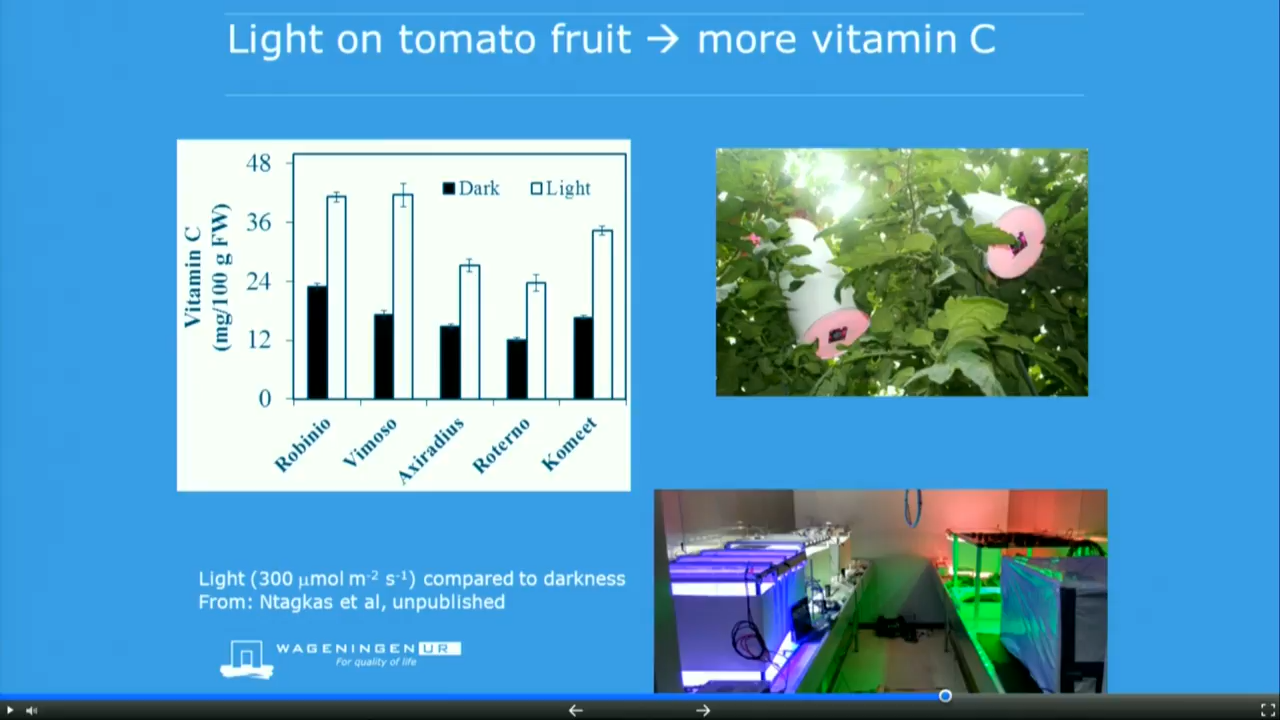 Light on tomato fruit → more vitamin C
48
36
24
12
0
Vitamin C
(mg/100 g FW)
Dark
Light
Robinio
Vimoso
Axiradius
Roterno
Komeet
Light (300 µmol m-2 s-1) compared to darkness
From: Ntagkas et al, unpublished
WAGENINGEN UR
For quality of life